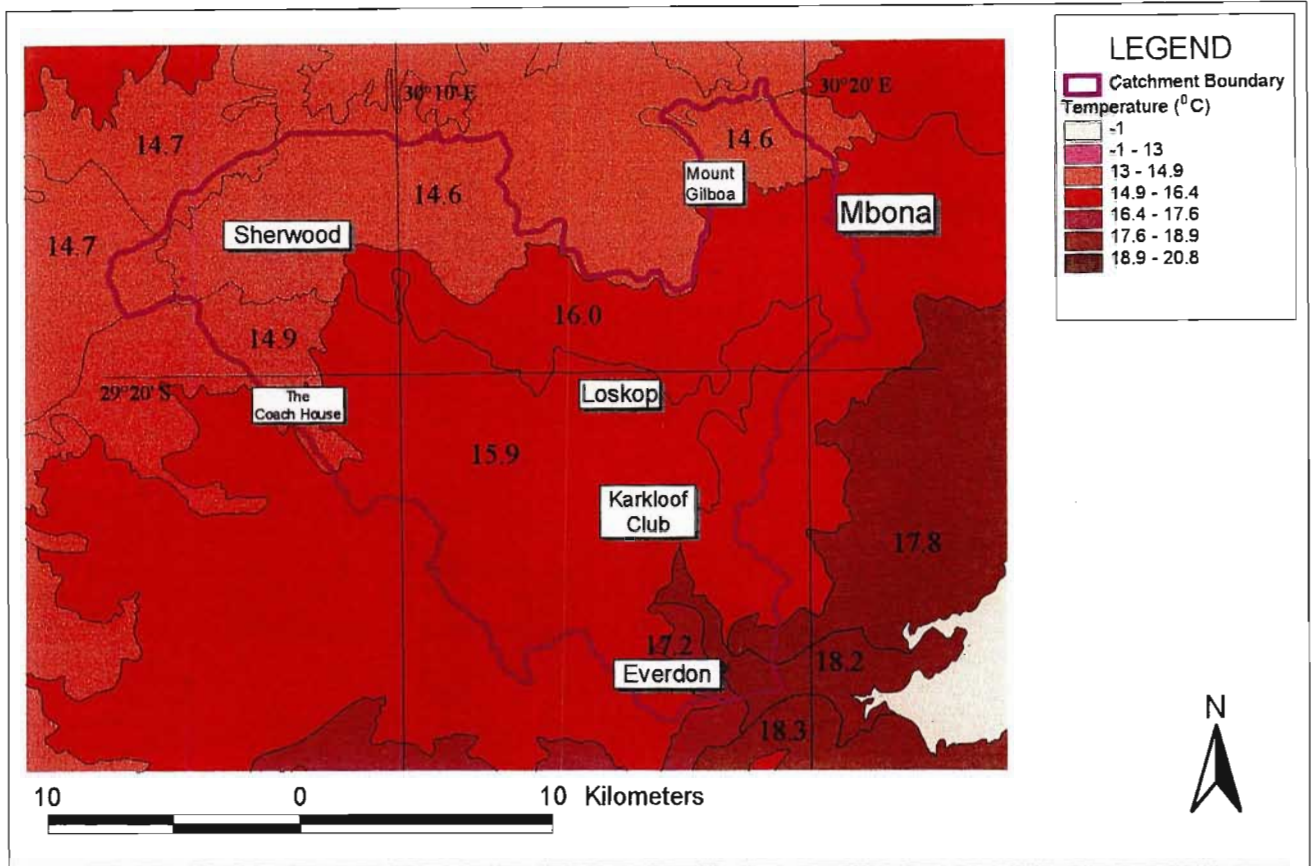 LEGEND
Catchment Boundary
Temperature (⁰C)
-1
-1 - 13
13 - 14.9
14.9 - 16.4
16.4 - 17.6
17.6 - 18.9
18.9 - 20.8
30°10' E
30°20' E
14.7
14.6
14.6
Mount
Gilboa
Mbona
Sherwood
14.7
16.0
14.9
29°20' S
The
Coach House
Loskop
15.9
Karkloof
Club
17.8
17.2
18.2
Everdon
18.3
N
10 0 10 Kilometers